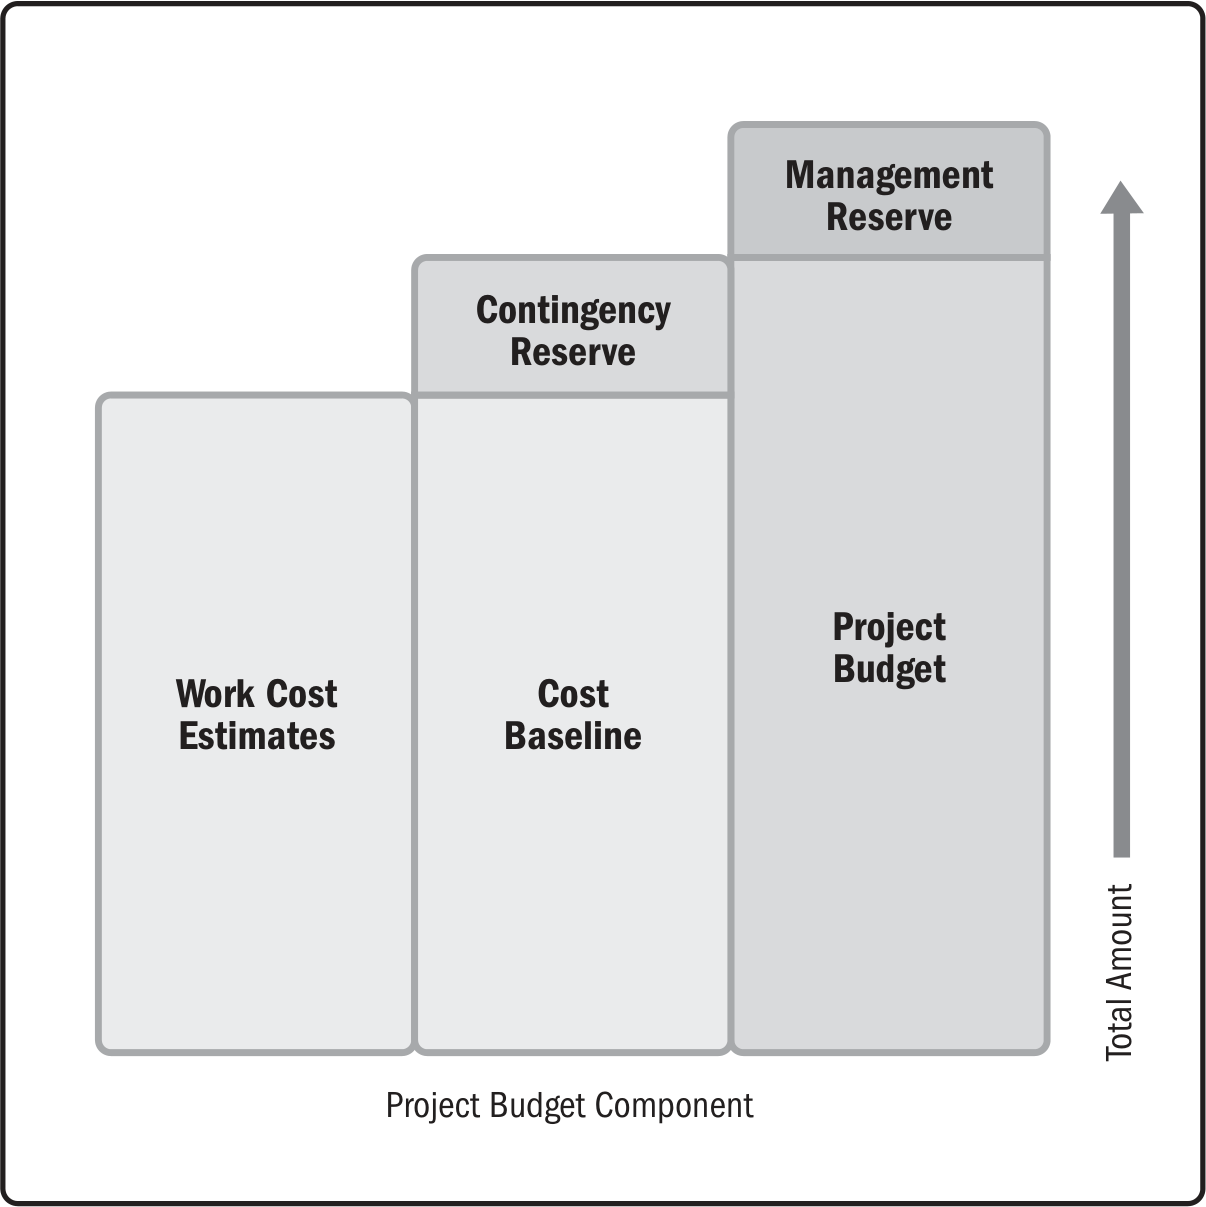 Management
Reserve
Contingency
Reserve
Project
Budget
Work Cost
Estimates
Cost
Baseline
Total Amount
Project Budget Component